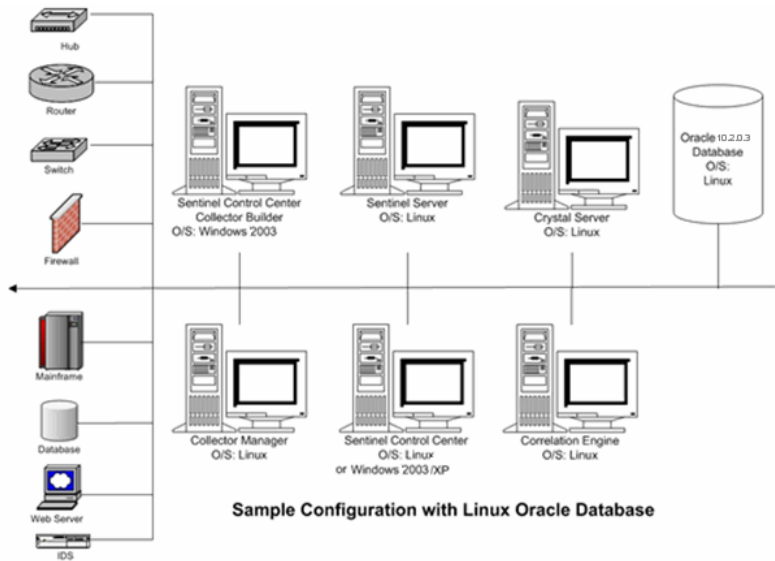 Hub
Router
Switch
Firewall
Mainframe
Database
Web Server
IDS
Sentinel Control Center
Collector Builder
O/S: Windows 2003
Sentinel Server
O/S: Linux
Crystal Server
O/S: Linux
Oracle 10.2.0.3
Database
O/S:
Linux
Collector Manager
O/S: Linux
Sentinel Control Center
O/S: Linux
or Windows 2003/XP
Correlation Engine
O/S: Linux
Sample Configuration with Linux Oracle Database